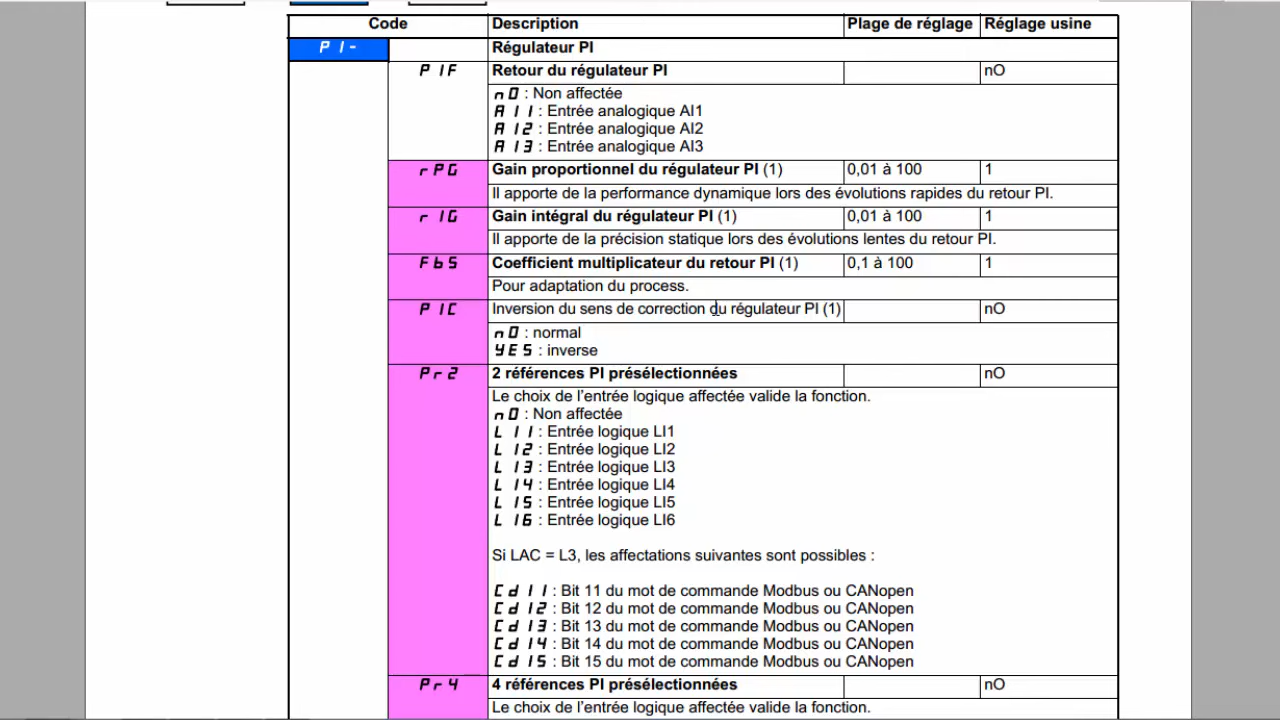 Code Description Plage de réglage Réglage usine
PI- Régulateur PI
PIF Retour du régulateur PI nO
nO : Non affectée
AI1 : Entrée analogique AI1
AI2 : Entrée analogique AI2
AI3 : Entrée analogique AI3
rPG Gain proportionnel du régulateur PI (1) 0,01 à 100 1
Il apporte de la performance dynamique lors des évolutions rapides du retour PI.
rIG Gain intégral du régulateur PI (1) 0,01 à 100 1
Il apporte de la précision statique lors des évolutions lentes du retour PI.
FbS Coefficient multiplicateur du retour PI (1) 0,1 à 100 1
Pour adaptation du process.
PIC Inversion du sens de correction du régulateur PI (1) nO
nO : normal
YES : inverse
Pr2 2 références PI présélectionnées nO
Le choix de l'entrée logique affectée valide la fonction.
nO : Non affectée
LI1 : Entrée logique LI1
LI2 : Entrée logique LI2
LI3 : Entrée logique LI3
LI4 : Entrée logique LI4
LI5 : Entrée logique LI5
LI6 : Entrée logique LI6
Si LAC = L3, les affectations suivantes sont possibles :
Cd11 : Bit 11 du mot de commande Modbus ou CANopen
Cd12 : Bit 12 du mot de commande Modbus ou CANopen
Cd13 : Bit 13 du mot de commande Modbus ou CANopen
Cd14 : Bit 14 du mot de commande Modbus ou CANopen
Cd15 : Bit 15 du mot de commande Modbus ou CANopen
Pr4 4 références PI présélectionnées nO
Le choix de l'entrée logique affectée valide la fonction.